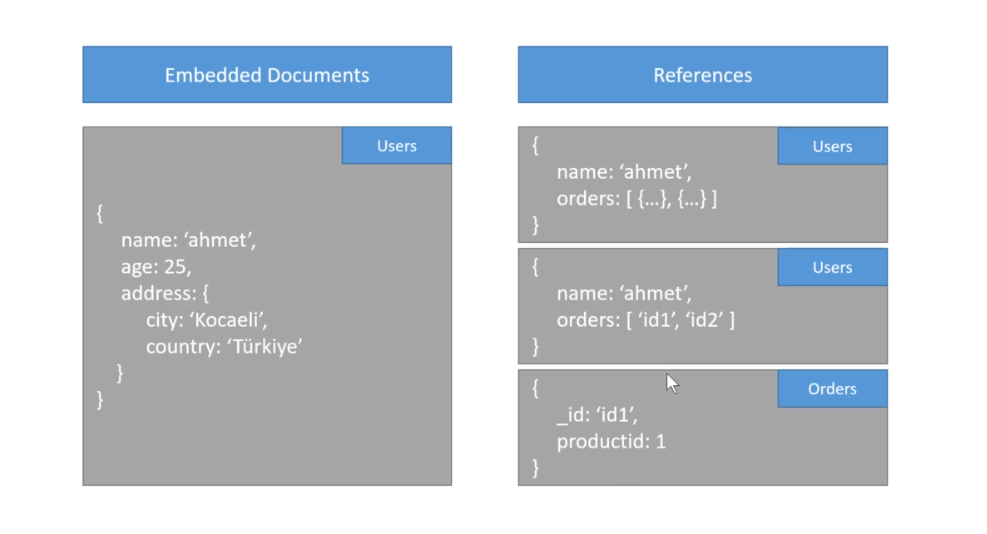 Embedded Documents
Users
{
name: ‘ahmet’,
age: 25,
address: {
city: ‘Kocaeli’,
country: ‘Türkiye’
}
}
References
Users
{
name: ‘ahmet’,
orders: [ {…}, {…} ]
}
Users
{
name: ‘ahmet’,
orders: [ ‘id1’, ‘id2’ ]
}
Orders
{
_id: ‘id1’,
productid: 1
}